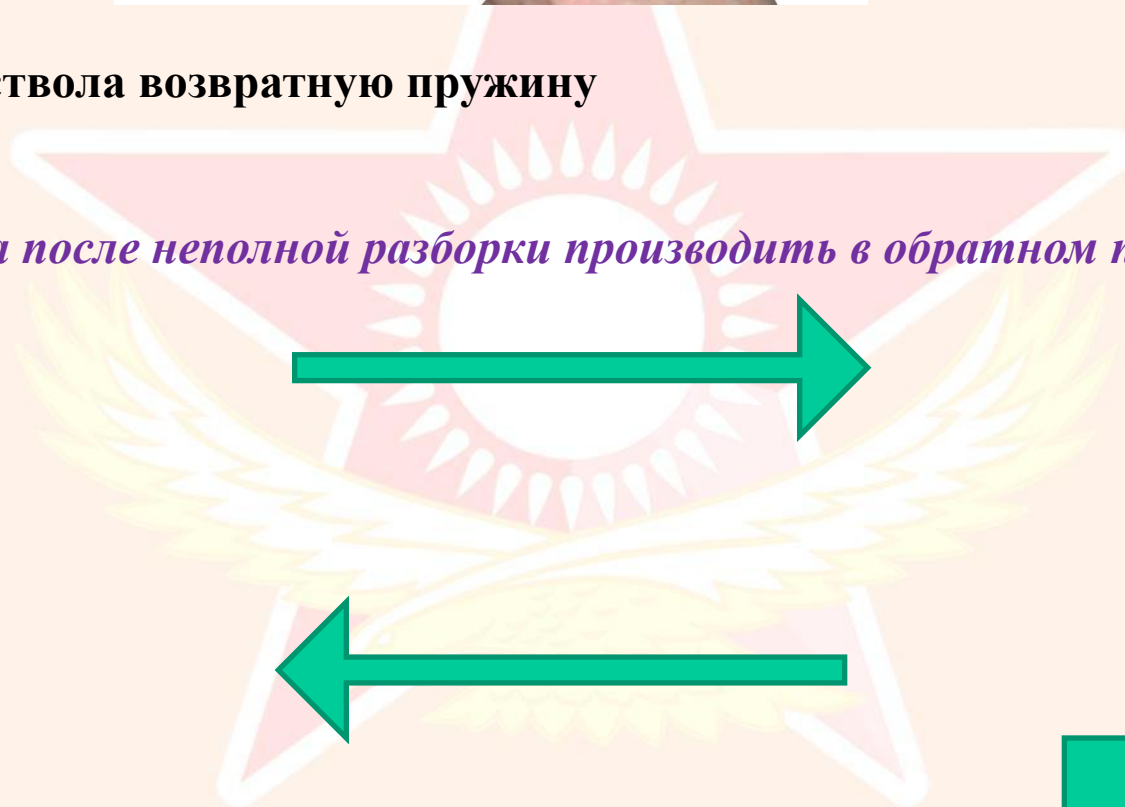 ствола возвратную пружину
после неполной разборки производить в обратном